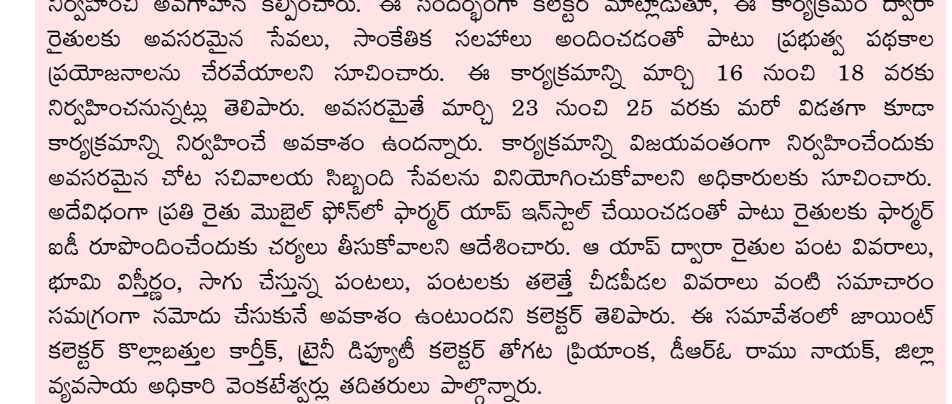 నిర్వహించి అవగాహన కల్పించారు. ఈ సందర్భంగా కలెక్టర్ మాట్లాడుతూ, ఈ కార్యక్రమం ద్వారా
రైతులకు అవసరమైన సేవలు, సాంకేతిక సలహాలు అందించడంతో పాటు ప్రభుత్వ పథకాల
ప్రయోజనాలను చేరవేయాలని సూచించారు. ఈ కార్యక్రమాన్ని మార్చి 16 నుంచి 18 వరకు
నిర్వహించనున్నట్లు తెలిపారు. అవసరమైతే మార్చి 23 నుంచి 25 వరకు మరో విడతగా కూడా
కార్యక్రమాన్ని నిర్వహించే అవకాశం ఉందన్నారు. కార్యక్రమాన్ని విజయవంతంగా నిర్వహించేందుకు
అవసరమైన చోట సచివాలయ సిబ్బంది సేవలను వినియోగించుకోవాలని అధికారులకు సూచించారు.
అదేవిధంగా ప్రతి రైతు మొబైల్ ఫోన్‌లో ఫార్మర్ యాప్ ఇన్‌స్టాల్ చేయించడంతో పాటు రైతులకు ఫార్మర్
ఐడీ రూపొందించేందుకు చర్యలు తీసుకోవాలని ఆదేశించారు. ఆ యాప్ ద్వారా రైతుల పంట వివరాలు,
భూమి విస్తీర్ణం, సాగు చేస్తున్న పంటలు, పంటలకు తలెత్తే చీడపీడల వివరాలు వంటి సమాచారం
సమగ్రంగా నమోదు చేసుకునే అవకాశం ఉంటుందని కలెక్టర్ తెలిపారు. ఈ సమావేశంలో జాయింట్
కలెక్టర్ కొల్లాబత్తుల కార్తీక్, ట్రైనీ డిప్యూటీ కలెక్టర్ తోగట ప్రియాంక, డీఆర్ఓ రాము నాయక్, జిల్లా
వ్యవసాయ అధికారి వెంకటేశ్వర్లు తదితరులు పాల్గొన్నారు.